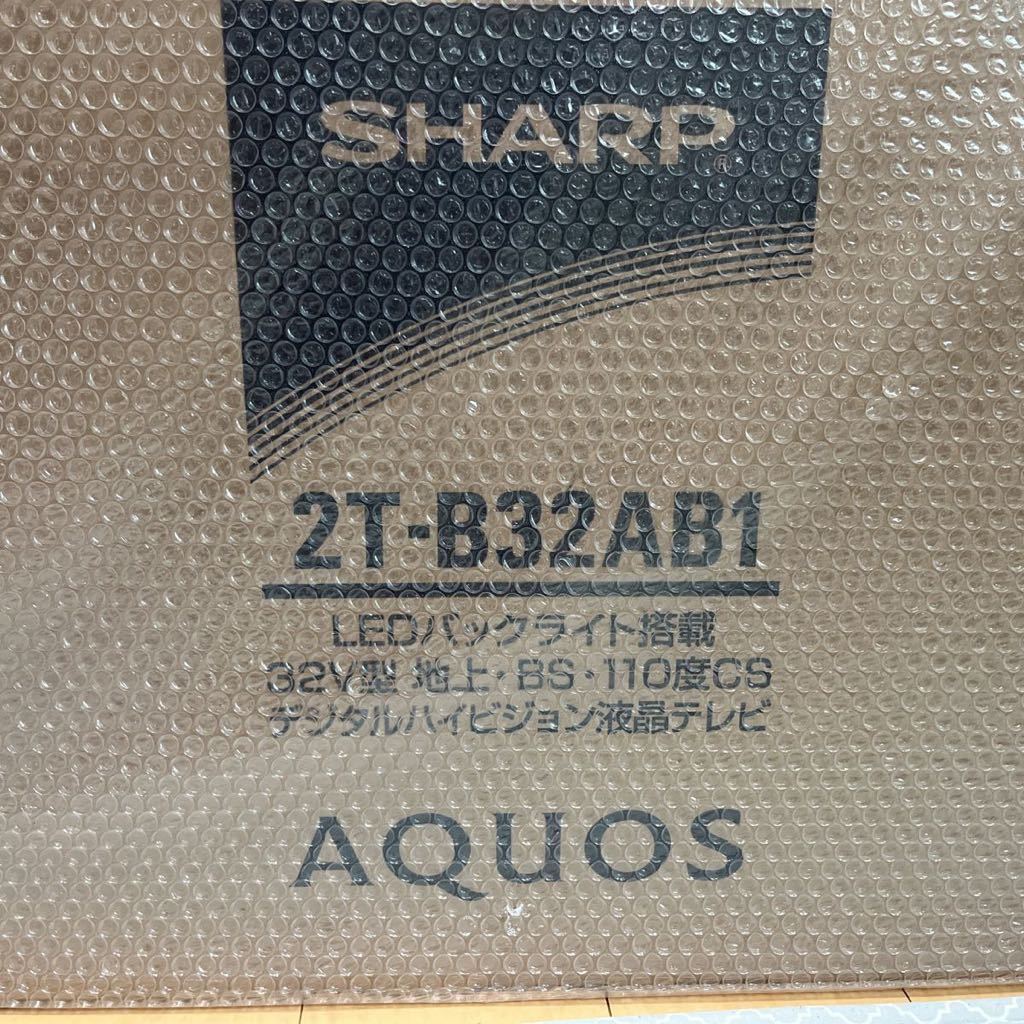 SHARP®
2T-B32AB1
LEDバックライト搭載
32V型 地上・BS・110度CS
デジタルハイビジョン液晶テレビ
AQUOS